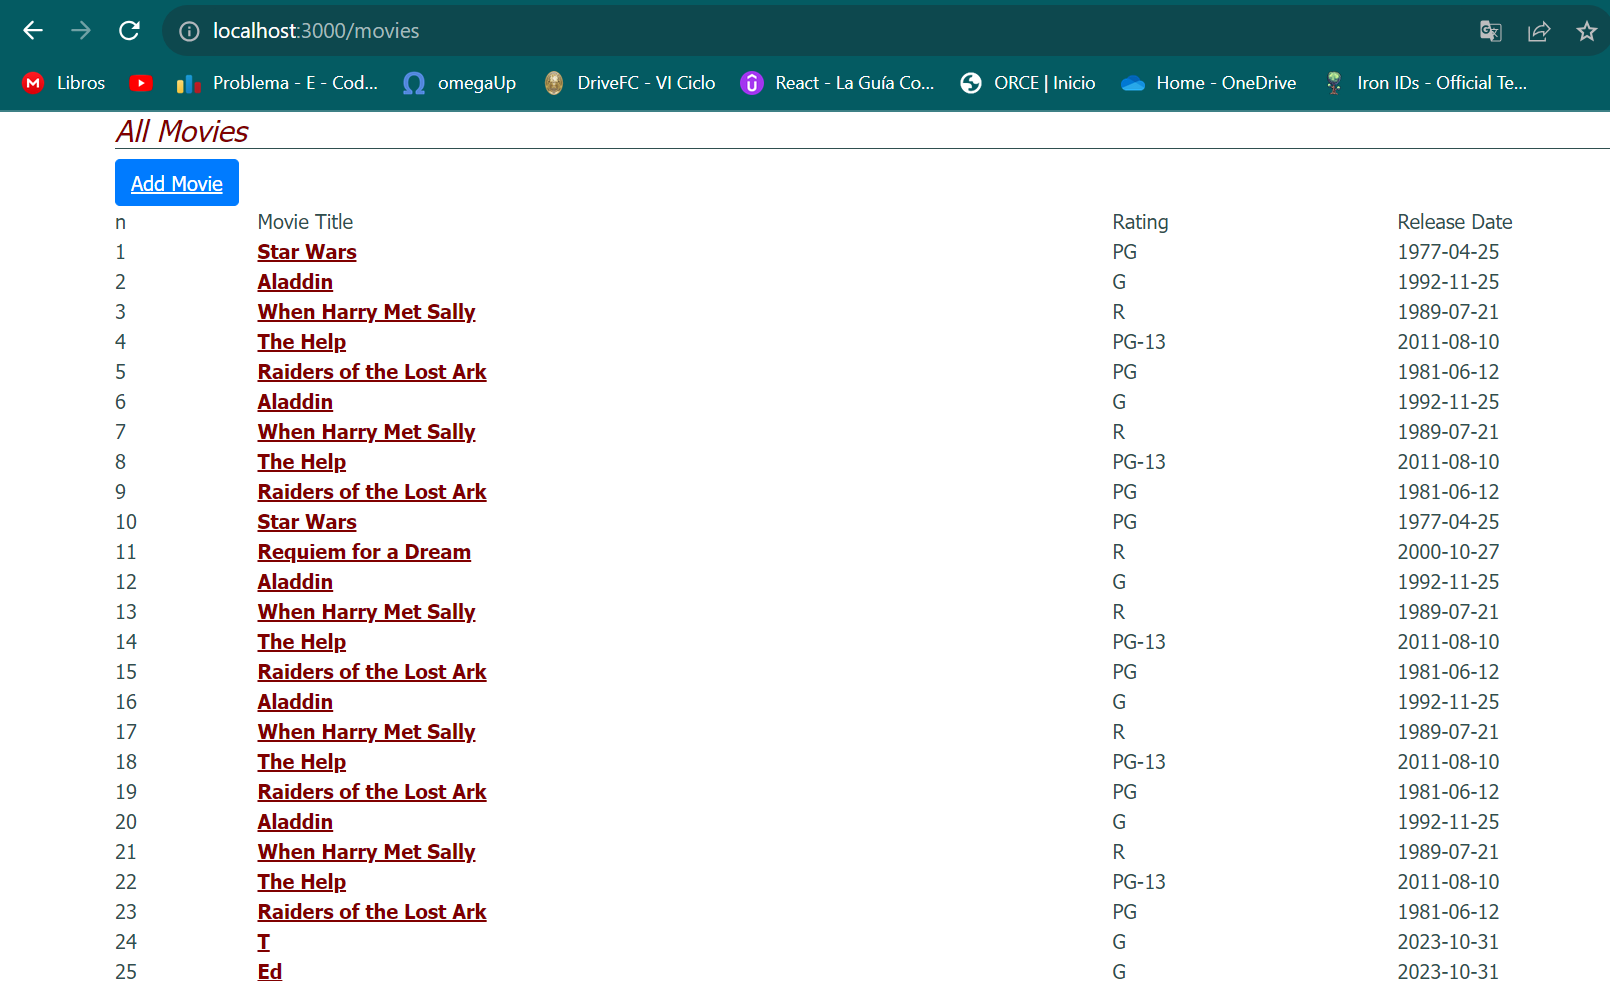 localhost:3000/movies
Libros Problema - E - Cod... omegaUp DriveFC - VI Ciclo React - La Guía Co... ORCE | Inicio Home - OneDrive Iron IDs - Official Te...
All Movies
Add Movie
n Movie Title Rating Release Date
1 Star Wars PG 1977-04-25
2 Aladdin G 1992-11-25
3 When Harry Met Sally R 1989-07-21
4 The Help PG-13 2011-08-10
5 Raiders of the Lost Ark PG 1981-06-12
6 Aladdin G 1992-11-25
7 When Harry Met Sally R 1989-07-21
8 The Help PG-13 2011-08-10
9 Raiders of the Lost Ark PG 1981-06-12
10 Star Wars PG 1977-04-25
11 Requiem for a Dream R 2000-10-27
12 Aladdin G 1992-11-25
13 When Harry Met Sally R 1989-07-21
14 The Help PG-13 2011-08-10
15 Raiders of the Lost Ark PG 1981-06-12
16 Aladdin G 1992-11-25
17 When Harry Met Sally R 1989-07-21
18 The Help PG-13 2011-08-10
19 Raiders of the Lost Ark PG 1981-06-12
20 Aladdin G 1992-11-25
21 When Harry Met Sally R 1989-07-21
22 The Help PG-13 2011-08-10
23 Raiders of the Lost Ark PG 1981-06-12
24 T G 2023-10-31
25 Ed G 2023-10-31